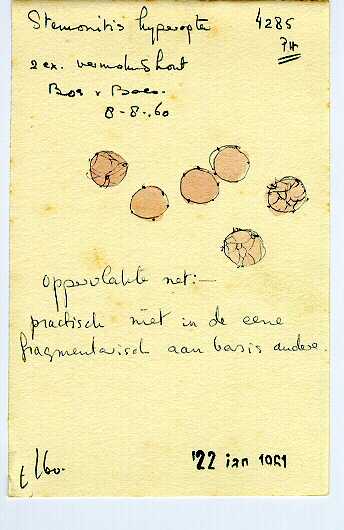 Stemonitis hyperopta 4285
PH
2 ex. vermolmd hout
Bos v Baes.
8-8-.60
oppervlakte net:-
practisch niet in de eene
fragmentarisch aan basis andere.
t/60.
'22 jan 1961